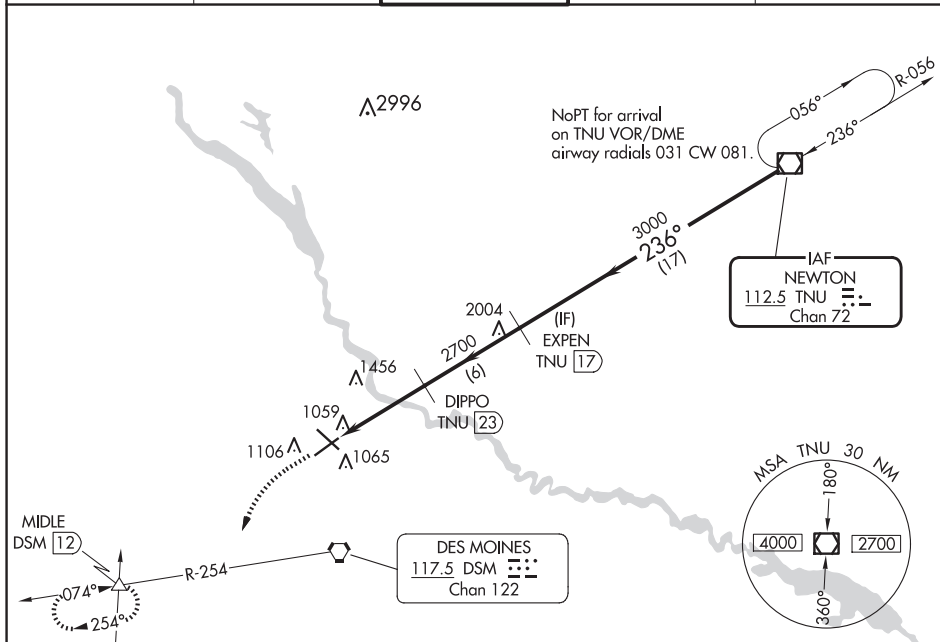 2996
NoPT for arrival
on TNU VOR/DME
airway radials 031 CW 081.
056°
R-056
236°
3000
236°
(17)
IAF
NEWTON
112.5 TNU
Chan 72
2004
(IF)
EXPEN
TNU 17
2700
(6)
1456
DIPPO
TNU 23
1059
1106
1065
MIDLE
DSM 12
R-254
074°
254°
DES MOINES
117.5 DSM
Chan 122
MSA TNU 30 NM
180°
4000
2700
360°